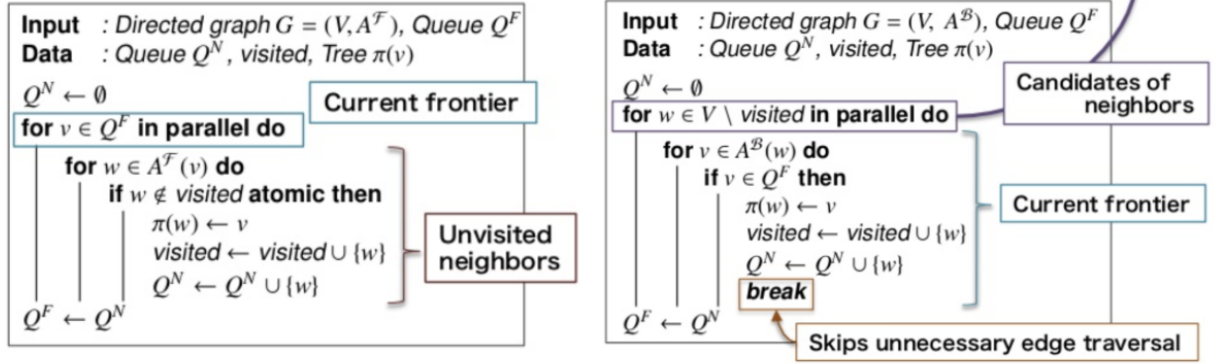 Input : Directed graph G = (V, A^ℱ), Queue Q^F
Data : Queue Q^N, visited, Tree π(v)
Q^N ← ∅
Current frontier
for v ∈ Q^F in parallel do
for w ∈ A^ℱ(v) do
if w ∉ visited atomic then
π(w) ← v
visited ← visited ∪ {w}
Q^N ← Q^N ∪ {w}
Unvisited
neighbors
Q^F ← Q^N
Input : Directed graph G = (V, A^ℬ), Queue Q^F
Data : Queue Q^N, visited, Tree π(v)
Q^N ← ∅
Candidates of
neighbors
for w ∈ V \ visited in parallel do
for v ∈ A^ℬ(w) do
if v ∈ Q^F then
π(w) ← v
visited ← visited ∪ {w}
Q^N ← Q^N ∪ {w}
break
Current frontier
Q^F ← Q^N
Skips unnecessary edge traversal